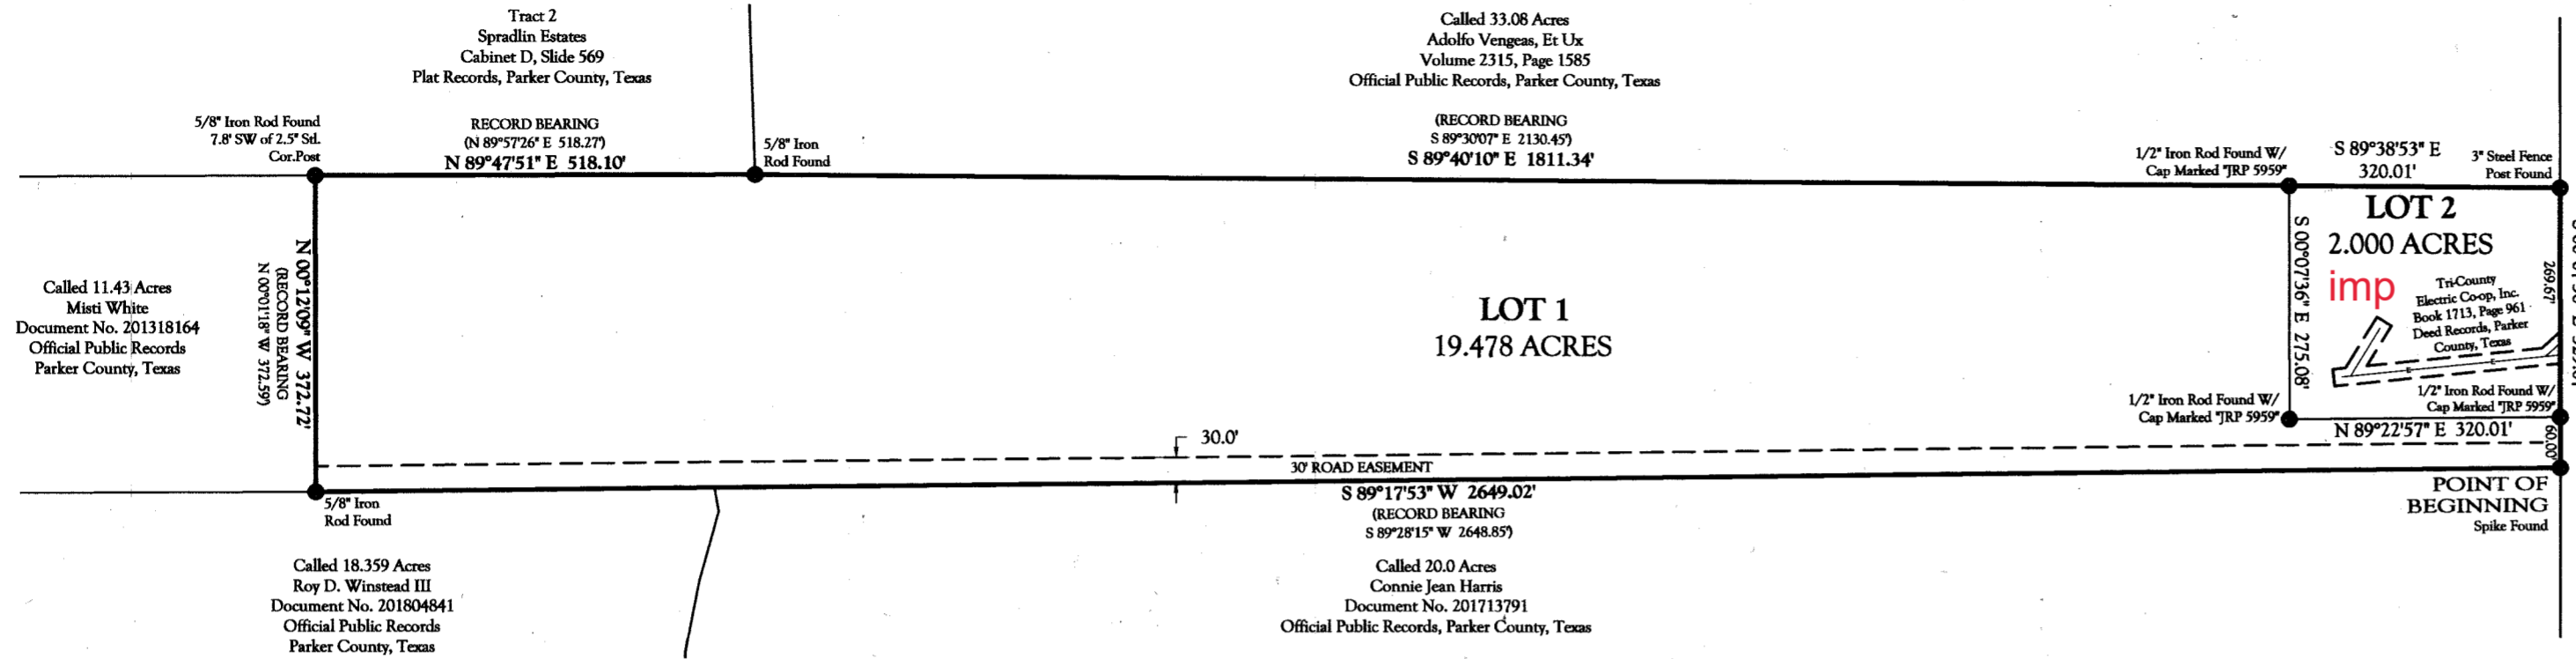 Tract 2
Spradlin Estates
Cabinet D, Slide 569
Plat Records, Parker County, Texas
Called 33.08 Acres
Adolfo Vengeas, Et Ux
Volume 2315, Page 1585
Official Public Records, Parker County, Texas
5/8" Iron Rod Found
7.8' SW of 2.5" Stl.
Cor.Post
RECORD BEARING
(N 89°57'26" E 518.27')
N 89°47'51" E 518.10'
5/8" Iron
Rod Found
(RECORD BEARING
S 89°30'07" E 2130.45')
S 89°40'10" E 1811.34'
1/2" Iron Rod Found W/
Cap Marked "JRP 5959"
S 89°38'53" E
320.01'
3" Steel Fence
Post Found
LOT 2
2.000 ACRES
imp
Tri-County
Electric Co-op, Inc.
Book 1713, Page 961
Deed Records, Parker
County, Texas
S 00°07'36" E 275.08'
269.67'
Called 11.43 Acres
Misti White
Document No. 201318164
Official Public Records
Parker County, Texas
N 00°12'09" W 372.72'
(RECORD BEARING
N 00°01'18" W 372.59')
LOT 1
19.478 ACRES
1/2" Iron Rod Found W/
Cap Marked "JRP 5959"
1/2" Iron Rod Found W/
Cap Marked "JRP 5959"
N 89°22'57" E 320.01'
60.00'
30.0'
30' ROAD EASEMENT
S 89°17'53" W 2649.02'
(RECORD BEARING
S 89°28'15" W 2648.85')
5/8" Iron
Rod Found
POINT OF
BEGINNING
Spike Found
Called 18.359 Acres
Roy D. Winstead III
Document No. 201804841
Official Public Records
Parker County, Texas
Called 20.0 Acres
Connie Jean Harris
Document No. 201713791
Official Public Records, Parker County, Texas